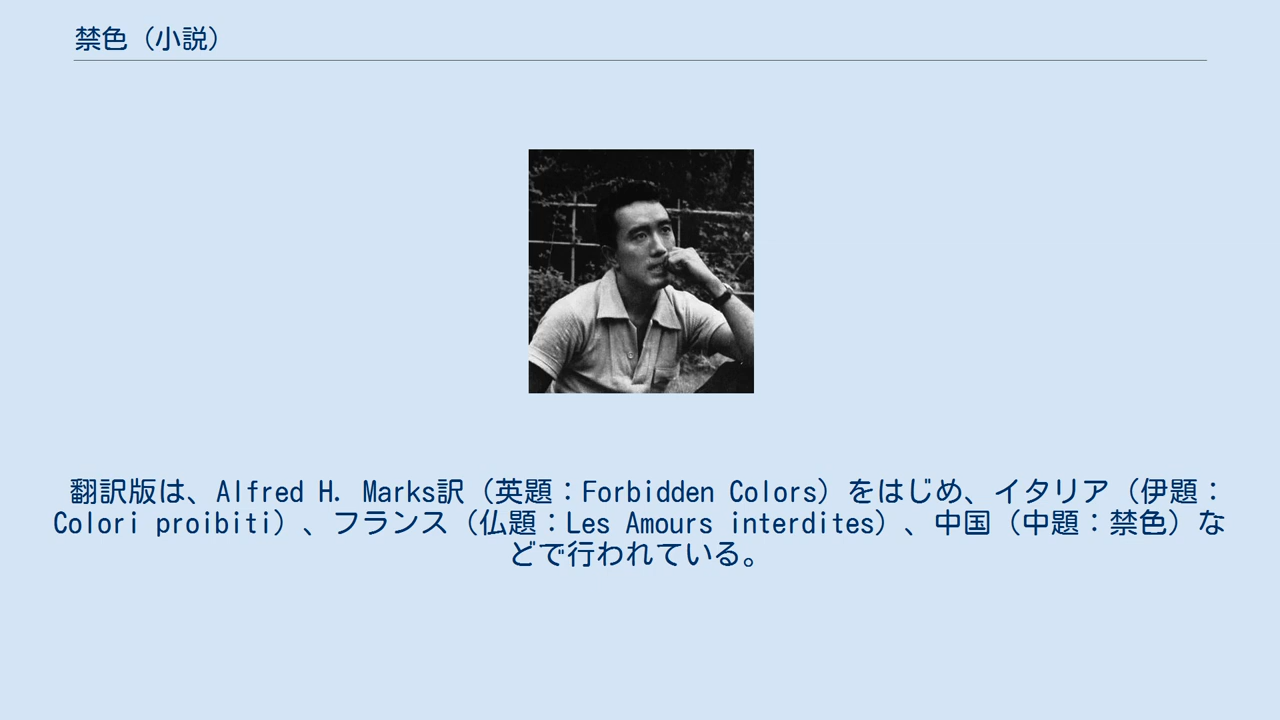 禁色（小説）
翻訳版は、Alfred H. Marks訳（英題：Forbidden Colors）をはじめ、イタリア（伊題：
Colori proibiti）、フランス（仏題：Les Amours interdites）、中国（中題：禁色）な
どで行われている。